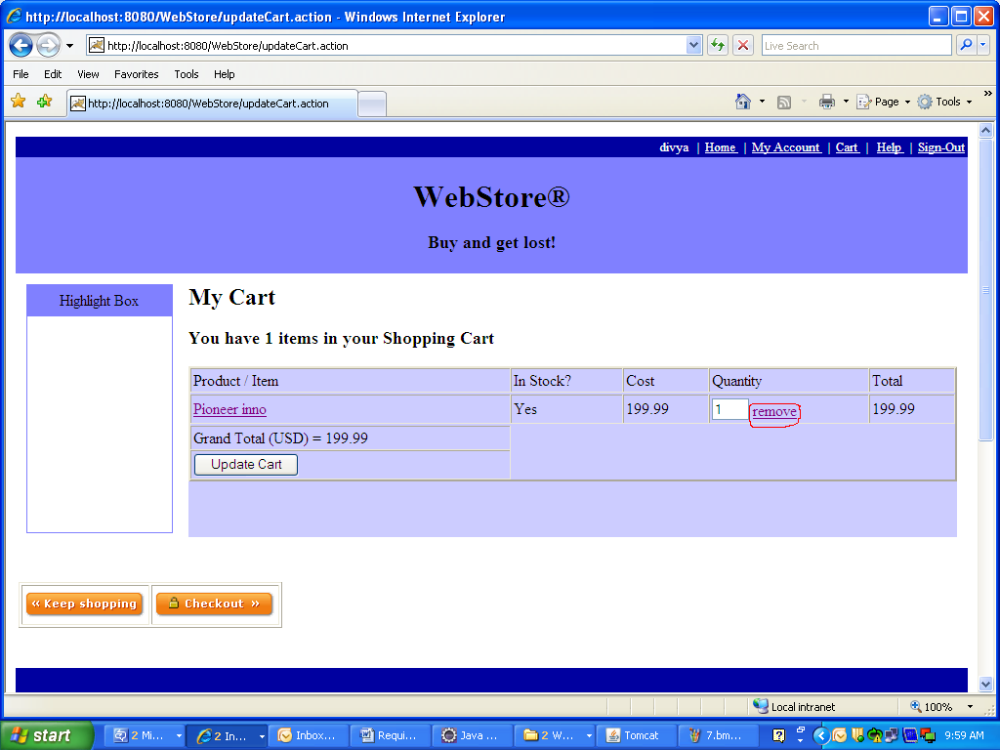 http://localhost:8080/WebStore/updateCart.action - Windows Internet Explorer
http://localhost:8080/WebStore/updateCart.action
Live Search
File Edit View Favorites Tools Help
http://localhost:8080/WebStore/updateCart.action
Page Tools »
divya | Home | My Account | Cart | Help | Sign-Out
WebStore®
Buy and get lost!
Highlight Box
My Cart
You have 1 items in your Shopping Cart
Product / Item In Stock? Cost Quantity Total
Pioneer inno Yes 199.99 1 remove 199.99
Grand Total (USD) = 199.99
Update Cart
« Keep shopping Checkout »
Local intranet 100%
start 2 Mi... 2 In... Inbox... Requi... Java ... 2 W... Tomcat 7.bm... 9:59 AM